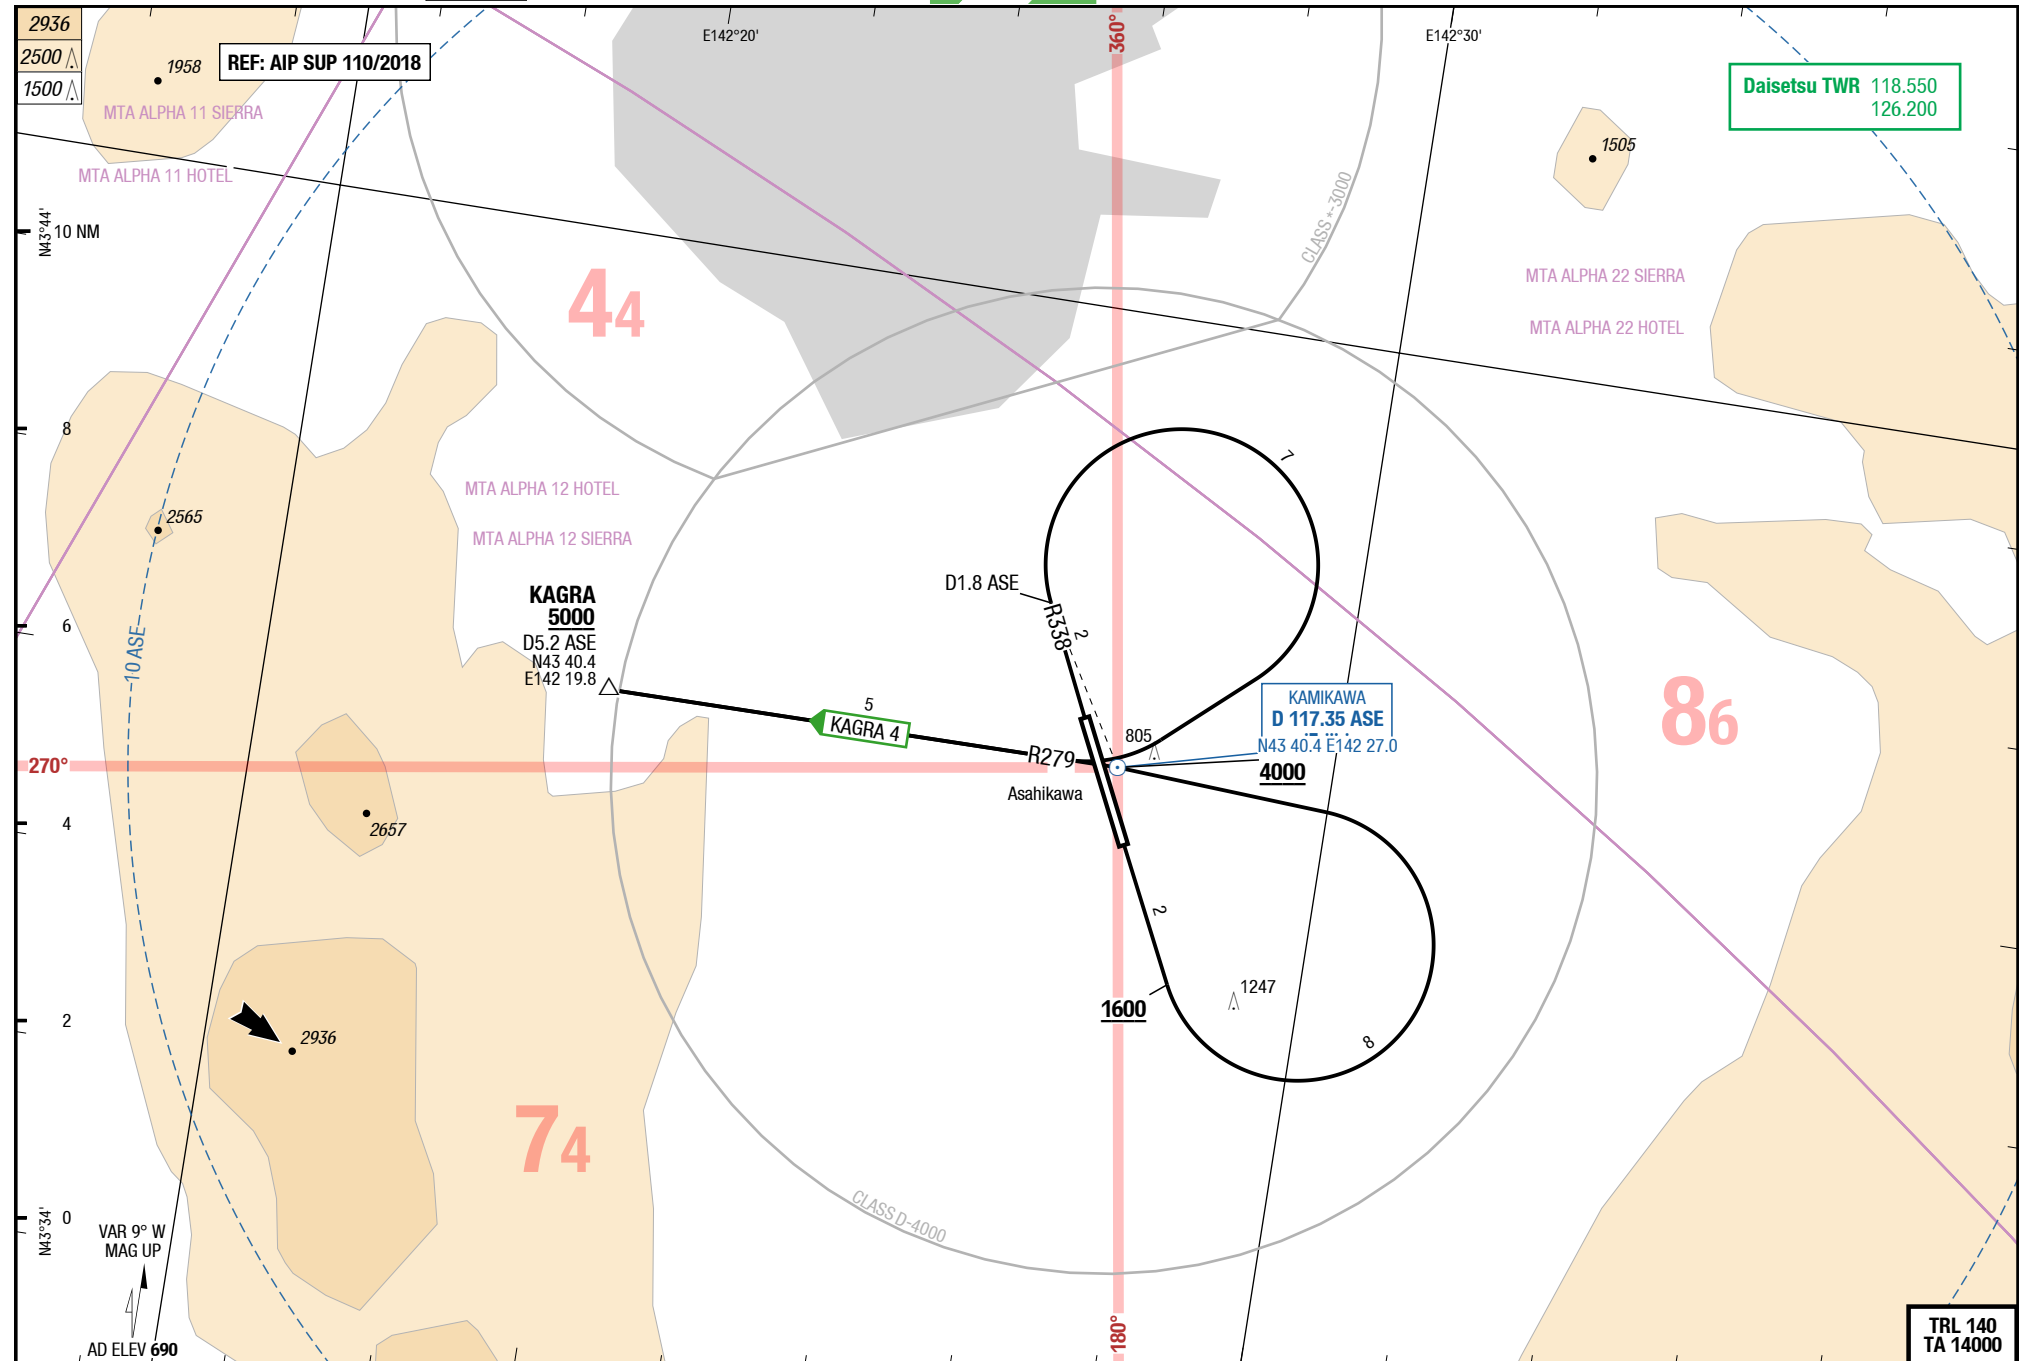 2936
2500
1500
1958
REF: AIP SUP 110/2018
E142°20'
360°
E142°30'
Daisetsu TWR 118.550
126.200
MTA ALPHA 11 SIERRA
MTA ALPHA 11 HOTEL
1505
CLASS *-3000
N43°44'
10 NM
44
MTA ALPHA 22 SIERRA
MTA ALPHA 22 HOTEL
8
7
MTA ALPHA 12 HOTEL
MTA ALPHA 12 SIERRA
2565
6
10 ASE
KAGRA
5000
D5.2 ASE
N43 40.4
E142 19.8
D1.8 ASE
R338
2
5
KAGRA 4
R279
805
KAMIKAWA
D 117.35 ASE
N43 40.4 E142 27.0
4000
86
270°
Asahikawa
4
2657
2
1600
1247
8
2
2936
74
CLASS D-4000
N43°34'
0
VAR 9° W
MAG UP
AD ELEV 690
180°
TRL 140
TA 14000